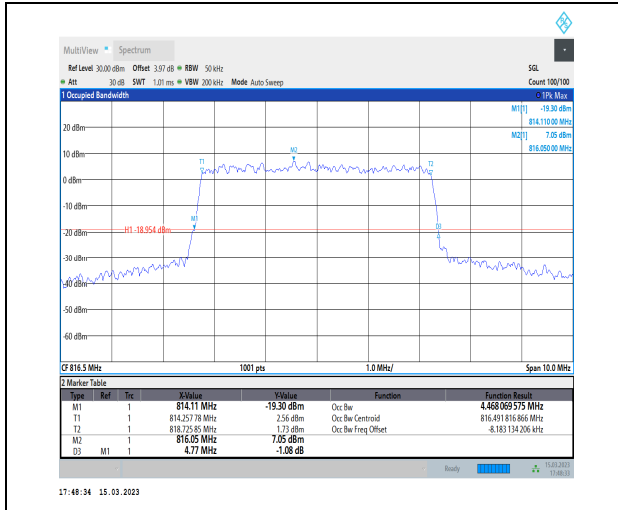 MultiView Spectrum
Ref Level 30.00 dBm Offset 3.97 dB RBW 50 kHz SGL
Att 30 dB SWT 1.01 ms VBW 200 kHz Mode Auto Sweep Count 100/100
1 Occupied Bandwidth 1Pk Max
M1[1] -19.30 dBm
814.110 00 MHz
20 dBm M2[1] 7.05 dBm
816.050 00 MHz
10 dBm M2
T1 T2
0 dBm
-10 dBm
M1
-20 dBm H1 -18.954 dBm D3
-30 dBm
-40 dBm
-50 dBm
-60 dBm
CF 816.5 MHz 1001 pts 1.0 MHz/ Span 10.0 MHz
2 Marker Table
Type Ref Trc X-Value Y-Value Function Function Result
M1 1 814.11 MHz -19.30 dBm Occ Bw 4.468 069 575 MHz
T1 1 814.257 78 MHz 2.56 dBm Occ Bw Centroid 816.491 816 866 MHz
T2 1 818.725 85 MHz 1.73 dBm Occ Bw Freq Offset -8.183 134 206 kHz
M2 1 816.05 MHz 7.05 dBm
D3 M1 1 4.77 MHz -1.08 dB
Ready 15.03.2023
17:48:33
17:48:34 15.03.2023